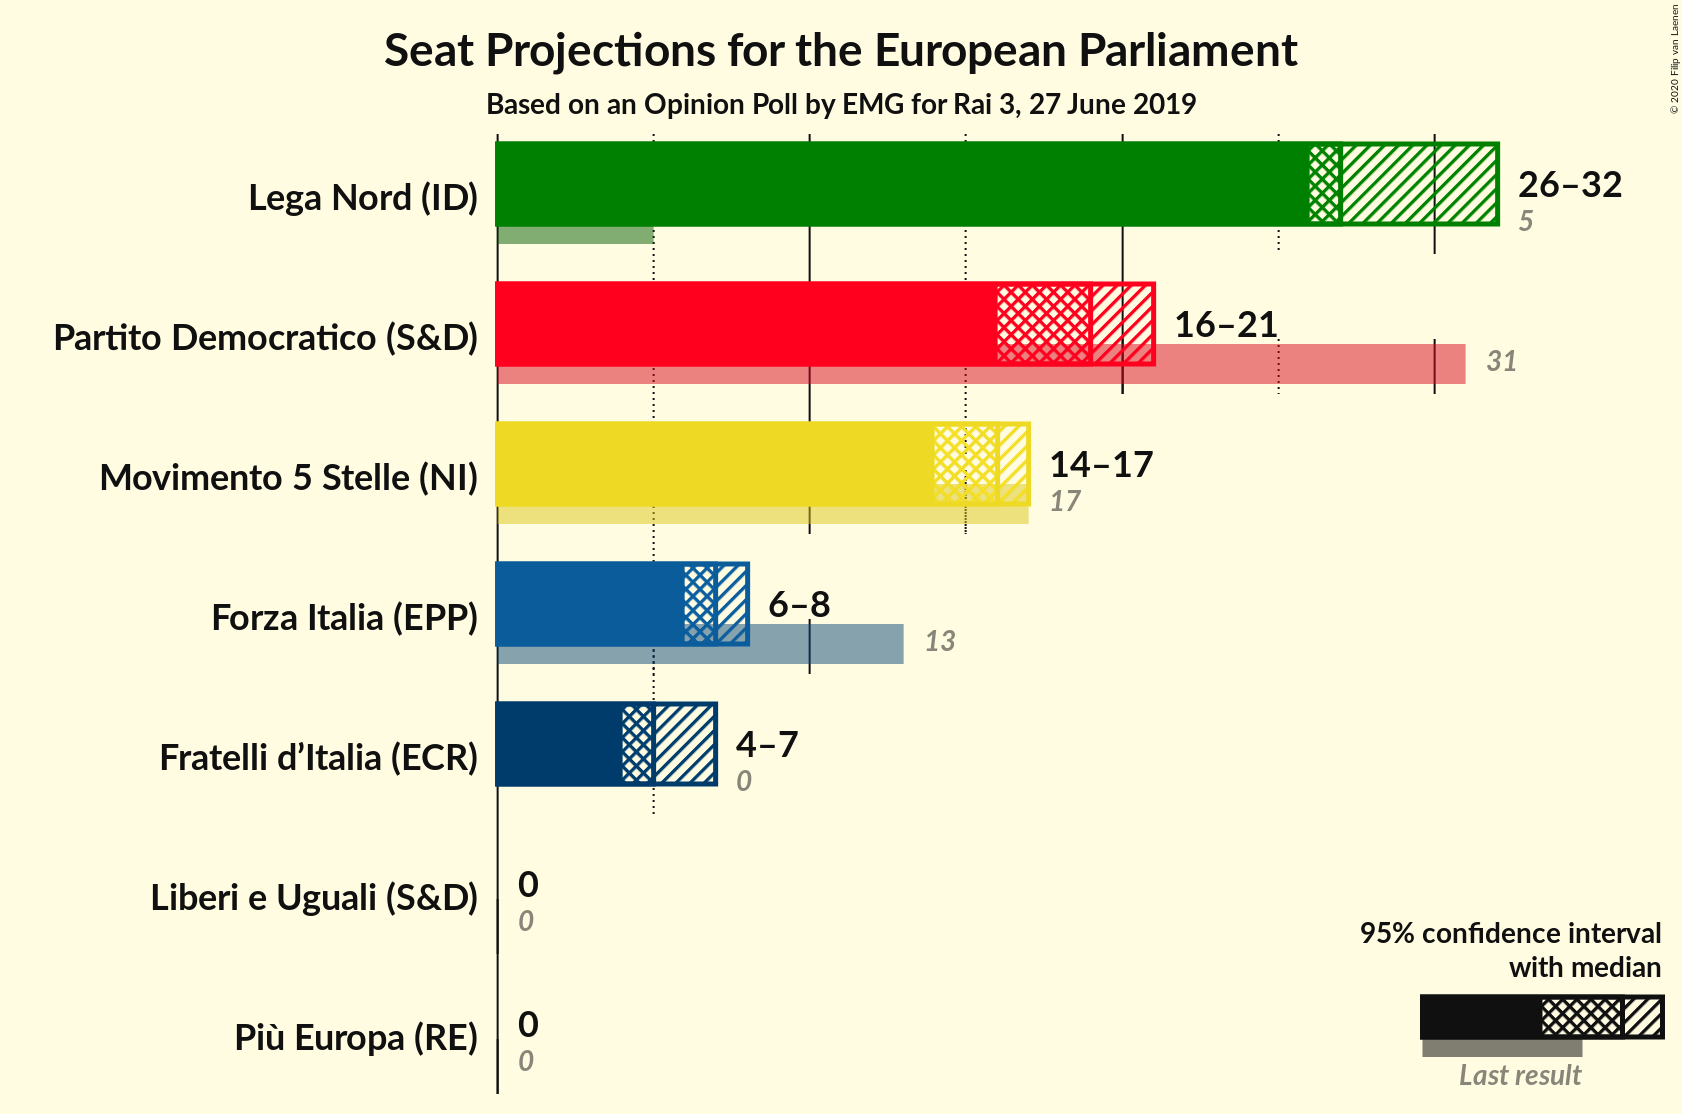 Seat Projections for the European Parliament
Based on an Opinion Poll by EMG for Rai 3, 27 June 2019
© 2020 Filip van Laenen
Lega Nord (ID)
26–32
5
Partito Democratico (S&D)
16–21
31
Movimento 5 Stelle (NI)
14–17
17
Forza Italia (EPP)
6–8
13
Fratelli d’Italia (ECR)
4–7
0
Liberi e Uguali (S&D)
0
0
Più Europa (RE)
0
0
95% confidence interval
with median
Last result